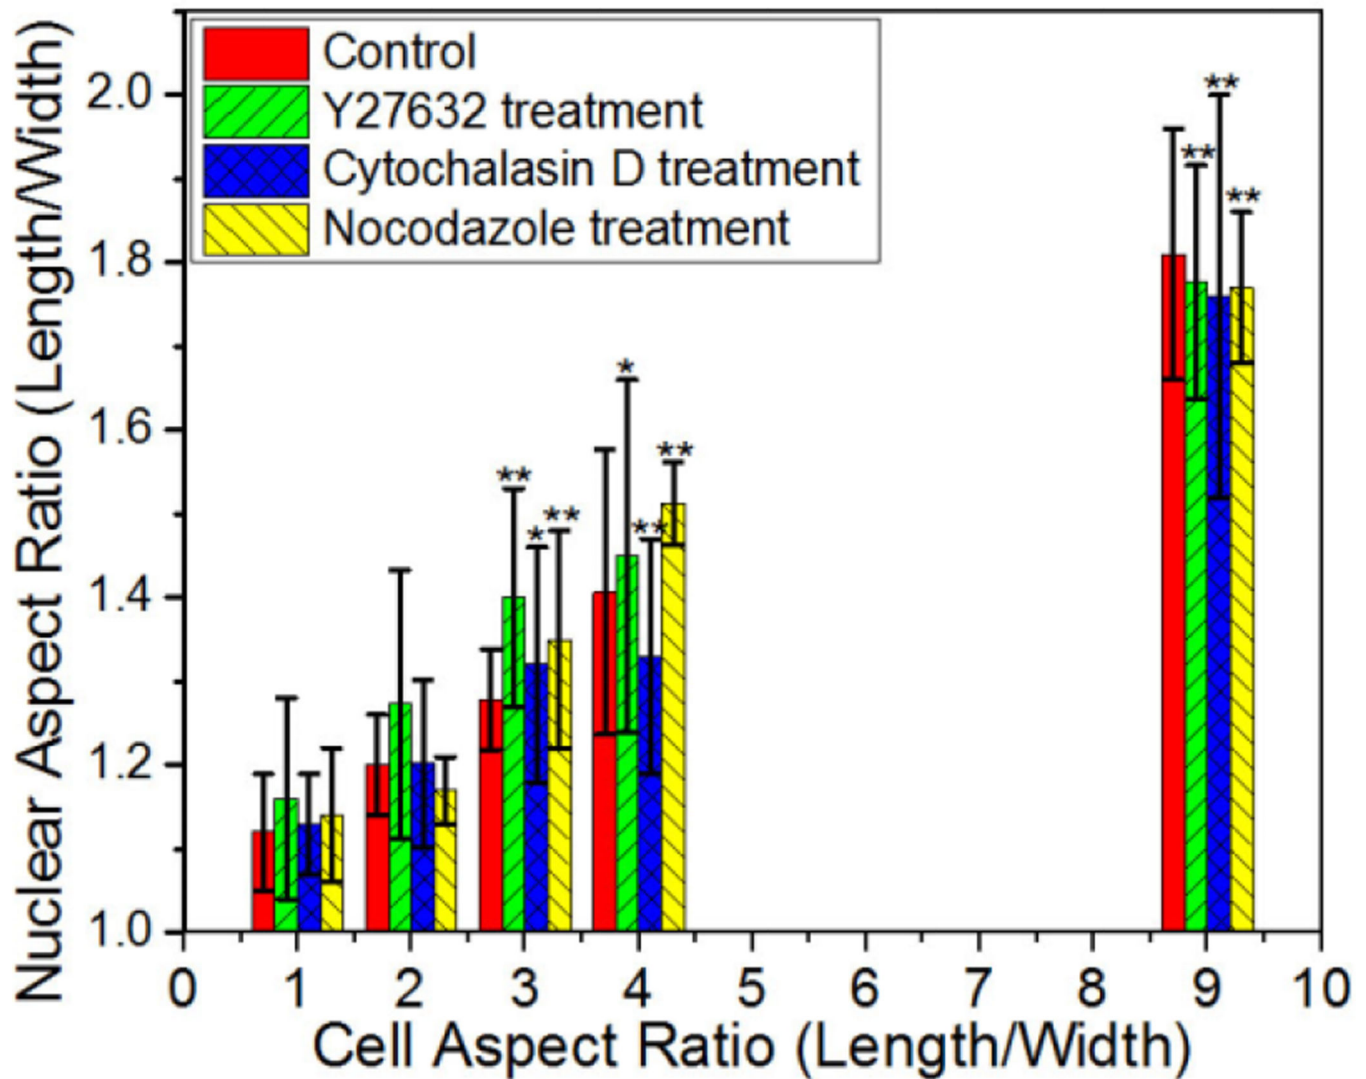 Nuclear Aspect Ratio (Length/Width)
Control
Y27632 treatment
Cytochalasin D treatment
Nocodazole treatment
2.0
1.8
1.6
1.4
1.2
1.0
**
**
**
**
*
**
*
**
**
0 1 2 3 4 5 6 7 8 9 10
Cell Aspect Ratio (Length/Width)